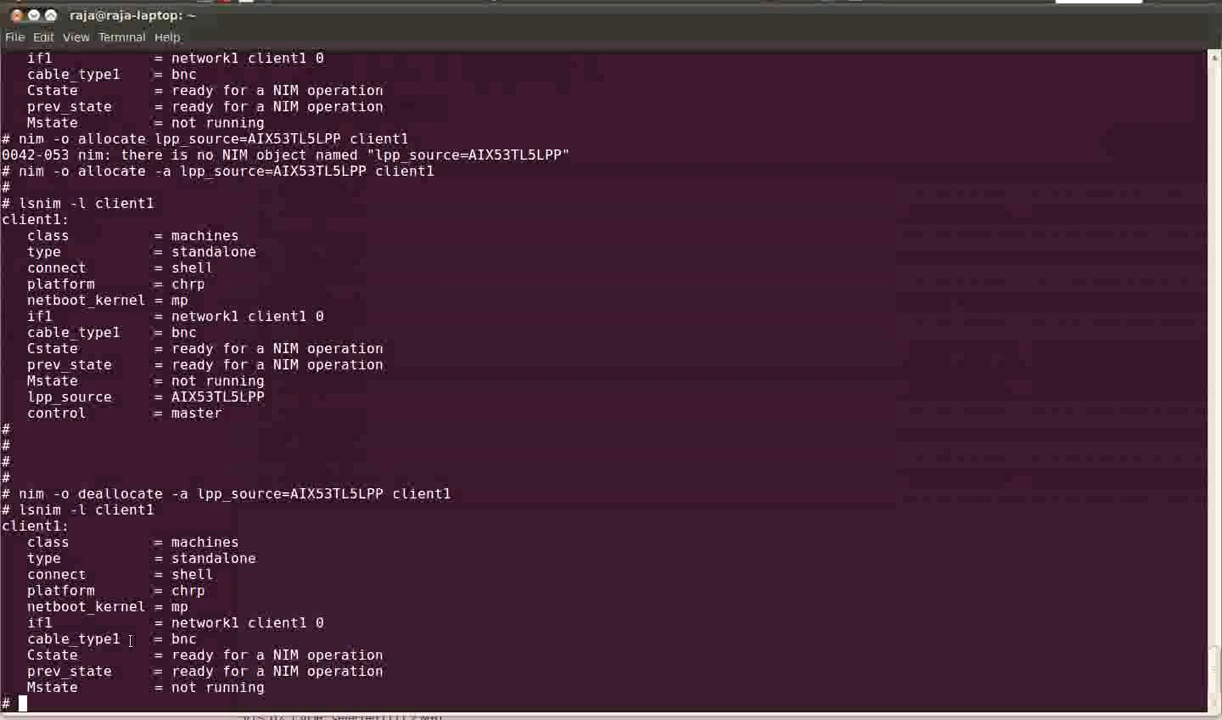 raja@raja-laptop: ~
File Edit View Terminal Help
if1 = network1 client1 0
cable_type1 = bnc
Cstate = ready for a NIM operation
prev_state = ready for a NIM operation
Mstate = not running
# nim -o allocate lpp_source=AIX53TL5LPP client1
0042-053 nim: there is no NIM object named "lpp_source=AIX53TL5LPP"
# nim -o allocate -a lpp_source=AIX53TL5LPP client1
#
# lsnim -l client1
client1:
class = machines
type = standalone
connect = shell
platform = chrp
netboot_kernel = mp
if1 = network1 client1 0
cable_type1 = bnc
Cstate = ready for a NIM operation
prev_state = ready for a NIM operation
Mstate = not running
lpp_source = AIX53TL5LPP
control = master
#
#
#
#
# nim -o deallocate -a lpp_source=AIX53TL5LPP client1
# lsnim -l client1
client1:
class = machines
type = standalone
connect = shell
platform = chrp
netboot_kernel = mp
if1 = network1 client1 0
cable_type1 = bnc
Cstate = ready for a NIM operation
prev_state = ready for a NIM operation
Mstate = not running
#